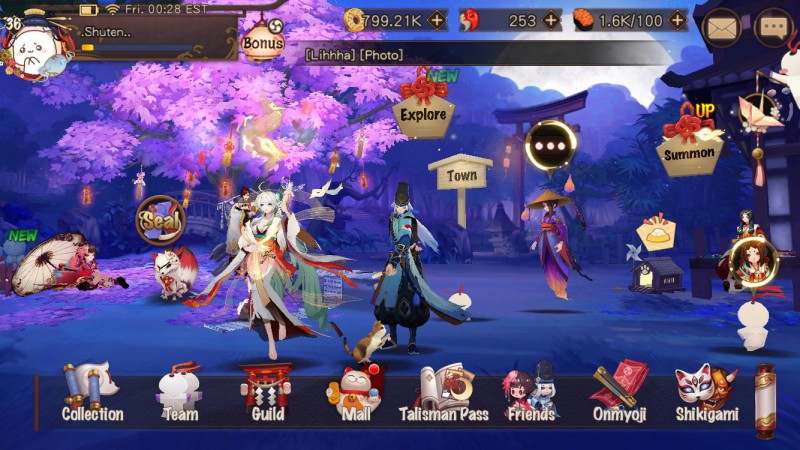 Fri. 00:28 EST
36
.Shuten..
Bonus
799.21K +
253 +
1.6K/100 +
[Lihhha] [Photo]
NEW
Explore
UP
Summon
Town
Seal
NEW
Collection
Team
Guild
Mall
Talisman Pass
Friends
Onmyoji
Shikigami